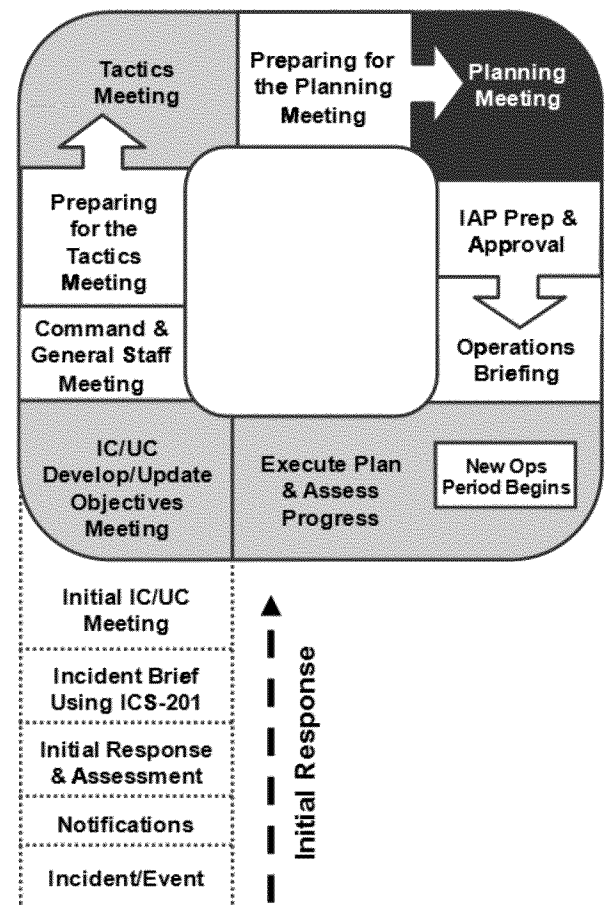 Tactics
Meeting
Preparing for
the Planning
Meeting
Planning
Meeting
Preparing
for the
Tactics
Meeting
IAP Prep &
Approval
Command &
General Staff
Meeting
Operations
Briefing
IC/UC
Develop/Update
Objectives
Meeting
Execute Plan
& Assess
Progress
New Ops
Period Begins
Initial IC/UC
Meeting
Incident Brief
Using ICS-201
Initial Response
& Assessment
Notifications
Incident/Event
Initial Response